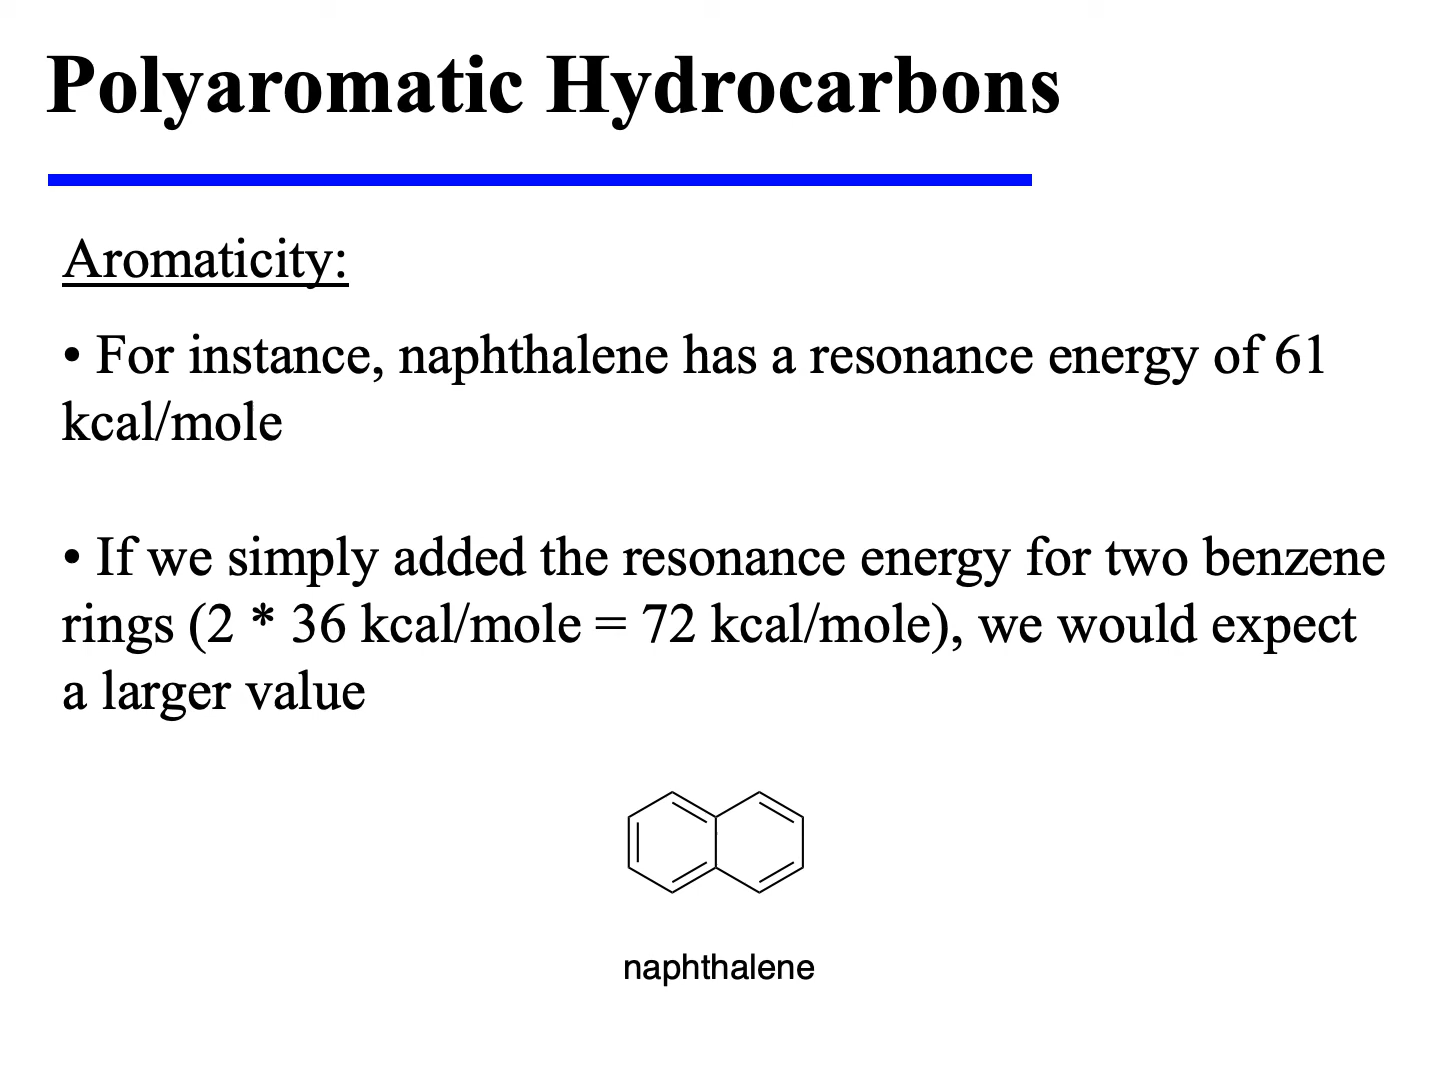 Polyaromatic Hydrocarbons
Aromaticity:
• For instance, naphthalene has a resonance energy of 61
kcal/mole
• If we simply added the resonance energy for two benzene
rings (2 * 36 kcal/mole = 72 kcal/mole), we would expect
a larger value
naphthalene